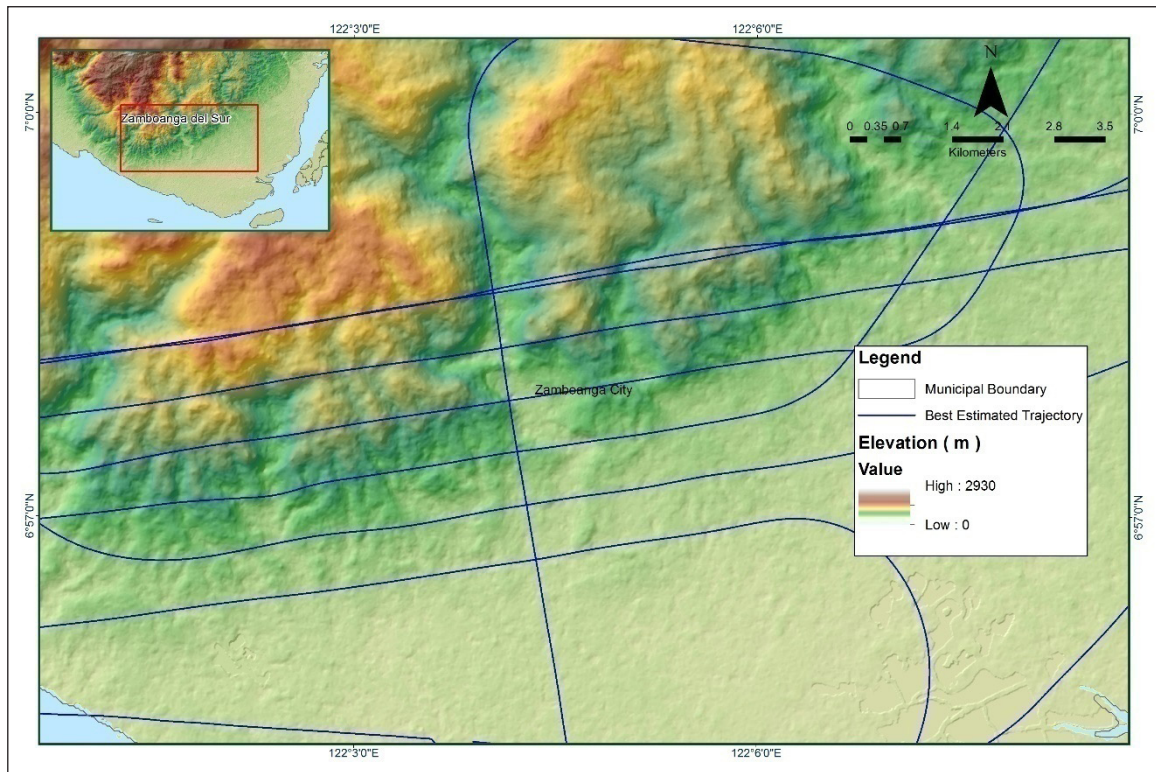 122°3'0"E
122°6'0"E
Zamboanga del Sur
N
7°0'0"N
7°0'0"N
0 0.35 0.7 1.4 2.1 2.8 3.5
Kilometers
Zamboanga City
Legend
Municipal Boundary
Best Estimated Trajectory
Elevation ( m )
Value
High : 2930
Low : 0
6°57'0"N
6°57'0"N
122°3'0"E
122°6'0"E